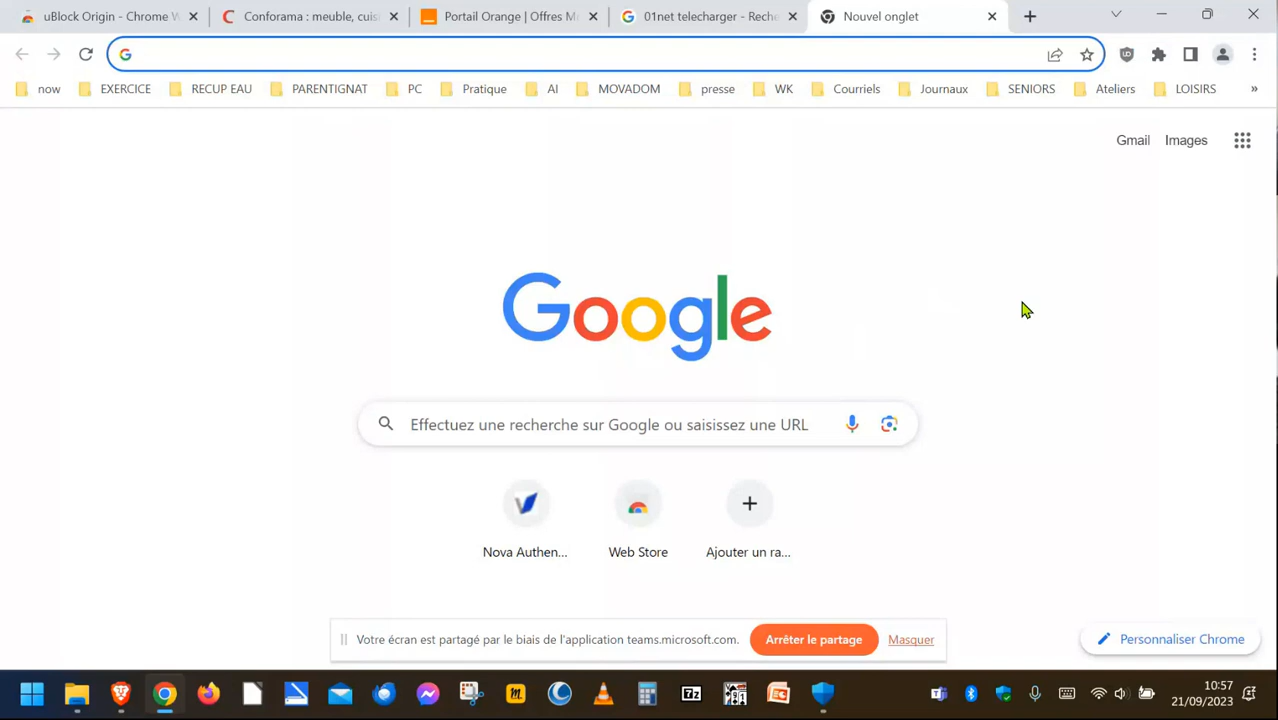 uBlock Origin - Chrome W
Conforama : meuble, cuis
Portail Orange | Offres M
01net telecharger - Reche
Nouvel onglet
now
EXERCICE
RECUP EAU
PARENTIGNAT
PC
Pratique
AI
MOVADOM
presse
WK
Courriels
Journaux
SENIORS
Ateliers
LOISIRS
»
Gmail
Images
Google
Effectuez une recherche sur Google ou saisissez une URL
Nova Authen...
Web Store
Ajouter un ra...
Votre écran est partagé par le biais de l'application teams.microsoft.com.
Arrêter le partage
Masquer
Personnaliser Chrome
Tz
10:57
21/09/2023